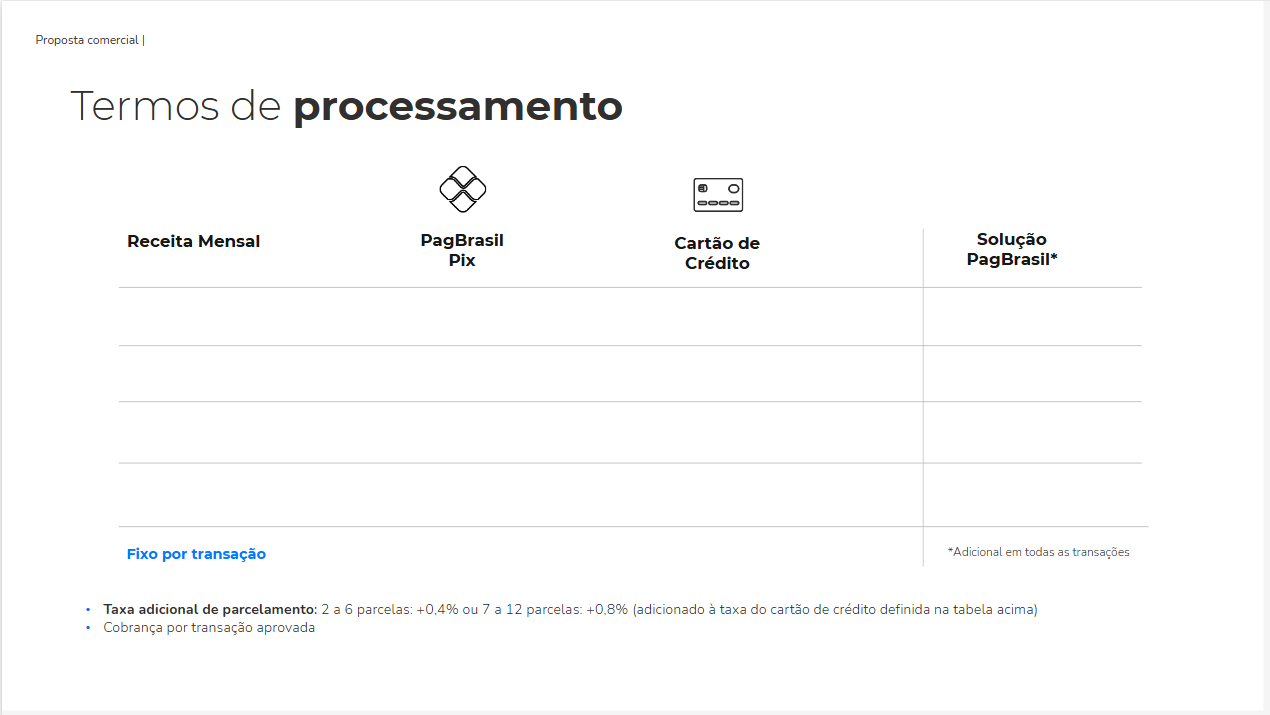 Proposta comercial |
Termos de processamento
Receita Mensal
PagBrasil
Pix
Cartão de
Crédito
Solução
PagBrasil*
Fixo por transação
*Adicional em todas as transações
• Taxa adicional de parcelamento: 2 a 6 parcelas: +0,4% ou 7 a 12 parcelas: +0,8% (adicionado à taxa do cartão de crédito definida na tabela acima)
• Cobrança por transação aprovada